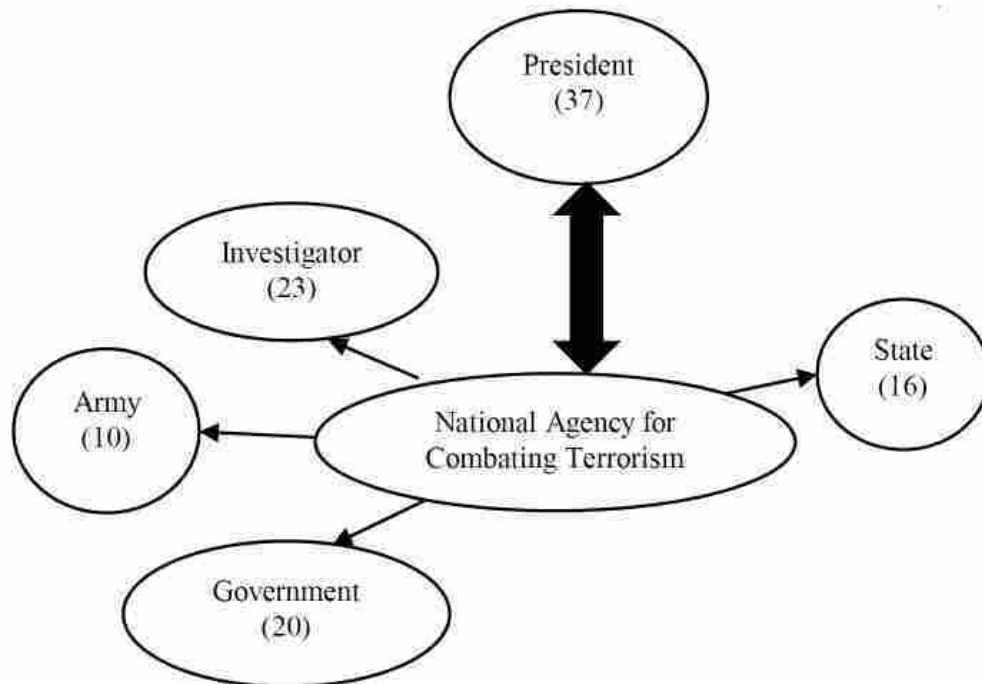 President
(37)
Investigator
(23)
State
(16)
Army
(10)
National Agency for
Combating Terrorism
Government
(20)